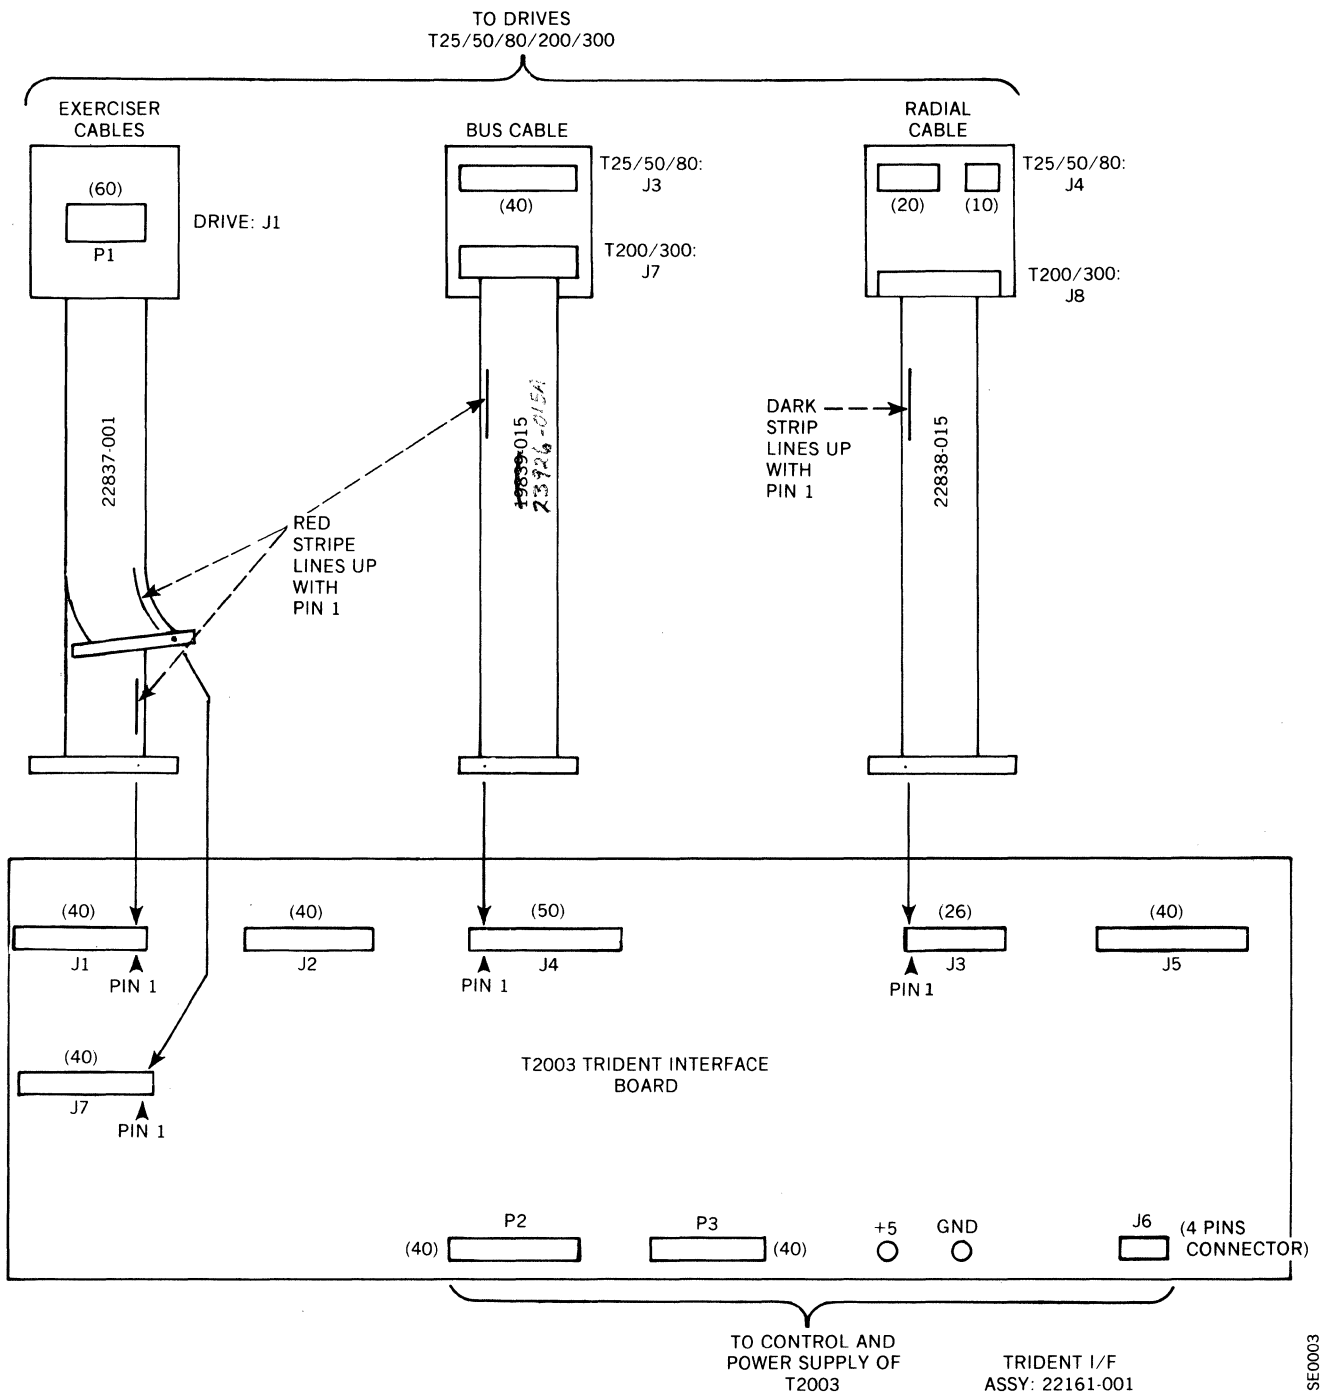 TO DRIVES
T25/50/80/200/300
EXERCISER
CABLES
BUS CABLE
RADIAL
CABLE
(60)
P1
DRIVE: J1
T25/50/80:
J3
(40)
T200/300:
J7
T25/50/80:
J4
(20)
(10)
T200/300:
J8
22837-001
19839-015
23926-015A
22838-015
DARK
STRIP
LINES UP
WITH
PIN 1
RED
STRIPE
LINES UP
WITH
PIN 1
(40)
J1
PIN 1
(40)
J2
(50)
J4
PIN 1
(26)
J3
PIN 1
(40)
J5
(40)
J7
PIN 1
T2003 TRIDENT INTERFACE
BOARD
(40)
P2
P3
(40)
+5
GND
J6
(4 PINS
CONNECTOR)
TO CONTROL AND
POWER SUPPLY OF
T2003
TRIDENT I/F
ASSY: 22161-001
SE0003